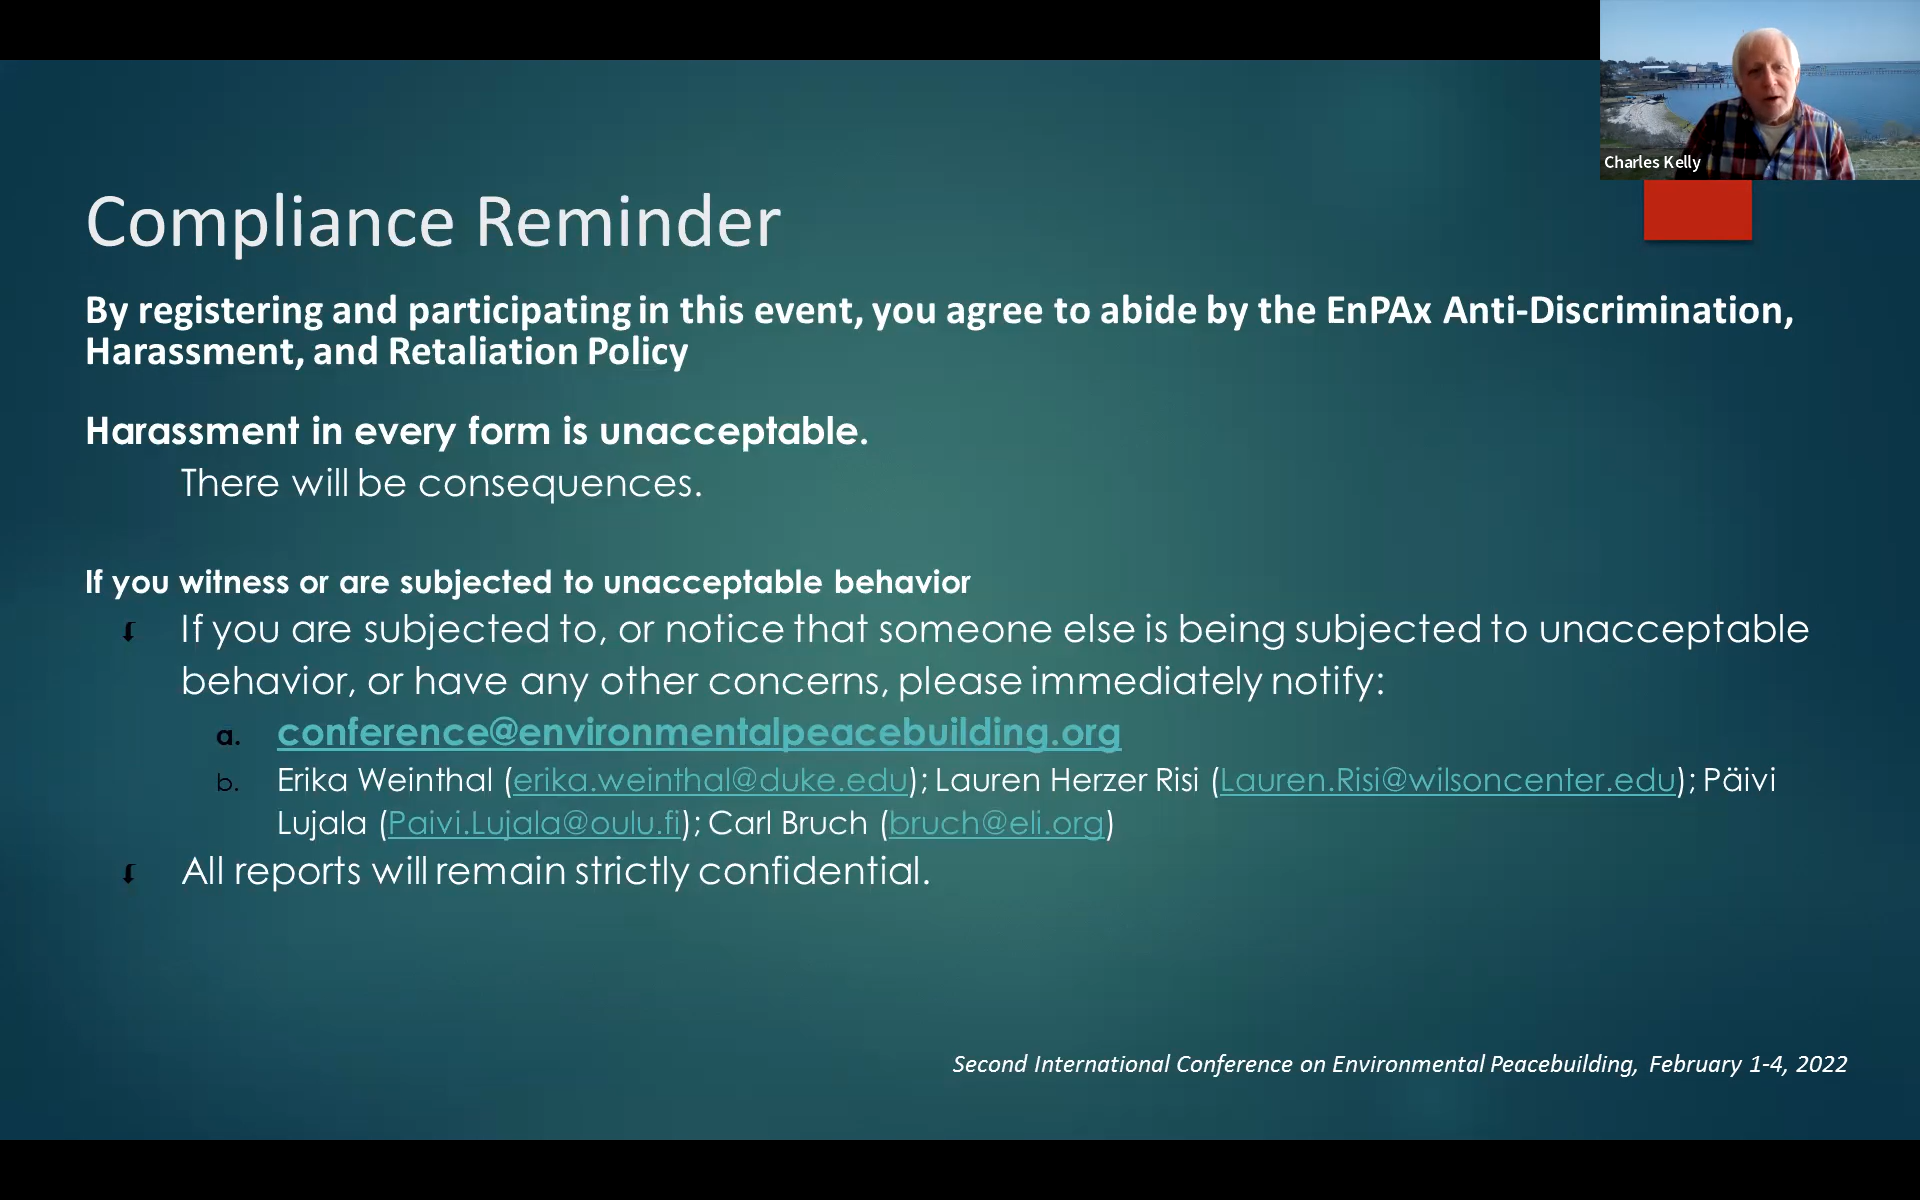 Charles Kelly
Compliance Reminder
By registering and participating in this event, you agree to abide by the EnPAx Anti-Discrimination,
Harassment, and Retaliation Policy
Harassment in every form is unacceptable.
There will be consequences.
If you witness or are subjected to unacceptable behavior
If you are subjected to, or notice that someone else is being subjected to unacceptable
behavior, or have any other concerns, please immediately notify:
a. conference@environmentalpeacebuilding.org
b. Erika Weinthal (erika.weinthal@duke.edu); Lauren Herzer Risi (Lauren.Risi@wilsoncenter.edu); Päivi
Lujala (Paivi.Lujala@oulu.fi); Carl Bruch (bruch@eli.org)
All reports will remain strictly confidential.
Second International Conference on Environmental Peacebuilding, February 1-4, 2022